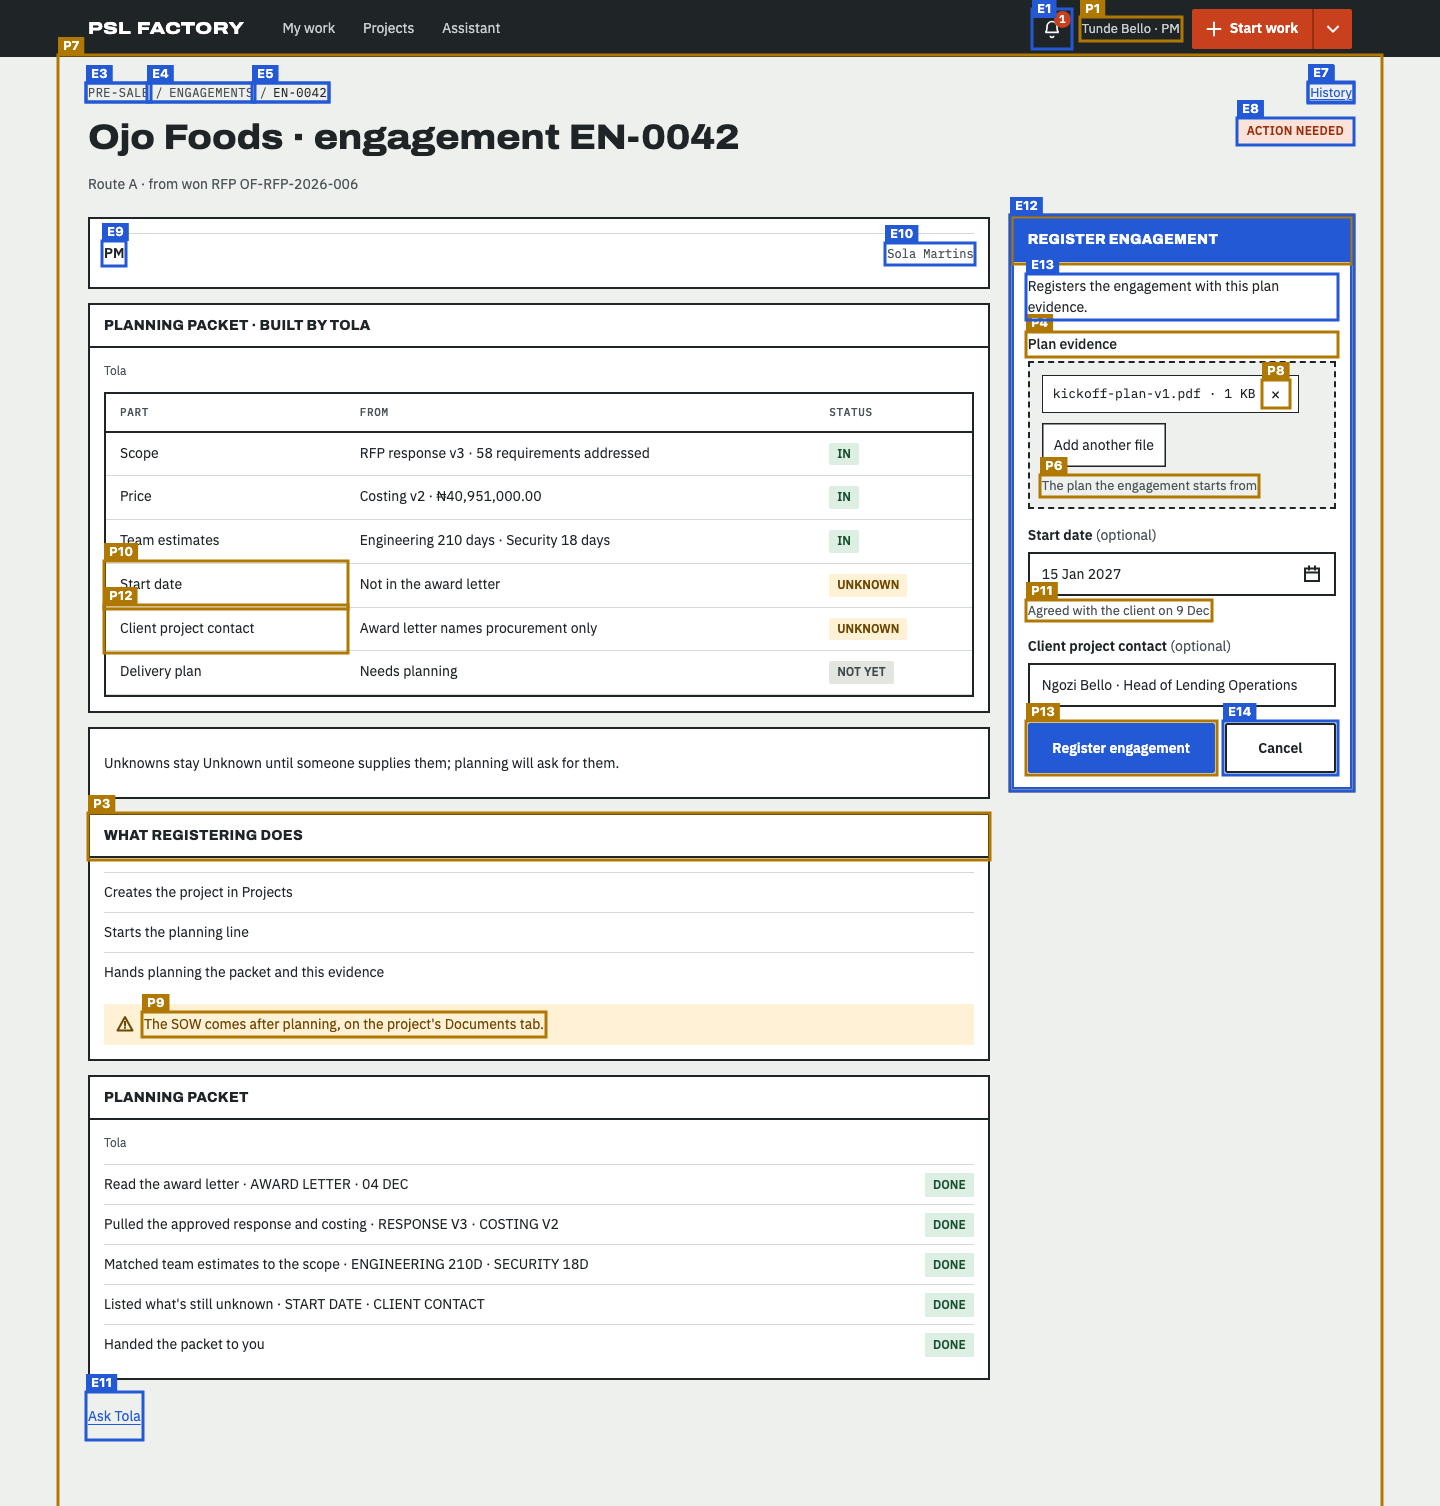 PSL FACTORY My work Projects Assistant E1 1 P1 Tunde Bello · PM Start work
P7
E3 E4 E5 E7
PRE-SALE / ENGAGEMENTS / EN-0042 History
E8
Ojo Foods · engagement EN-0042 ACTION NEEDED
Route A · from won RFP OF-RFP-2026-006
E9 E10
PM Sola Martins
PLANNING PACKET · BUILT BY TOLA
Tola
PART FROM STATUS
Scope RFP response v3 · 58 requirements addressed IN
Price Costing v2 · ₦40,951,000.00 IN
Team estimates Engineering 210 days · Security 18 days IN
P10
Start date Not in the award letter UNKNOWN
P12
Client project contact Award letter names procurement only UNKNOWN
Delivery plan Needs planning NOT YET
Unknowns stay Unknown until someone supplies them; planning will ask for them.
P3
WHAT REGISTERING DOES
Creates the project in Projects
Starts the planning line
Hands planning the packet and this evidence
P9
The SOW comes after planning, on the project's Documents tab.
PLANNING PACKET
Tola
Read the award letter · AWARD LETTER · 04 DEC DONE
Pulled the approved response and costing · RESPONSE V3 · COSTING V2 DONE
Matched team estimates to the scope · ENGINEERING 210D · SECURITY 18D DONE
Listed what's still unknown · START DATE · CLIENT CONTACT DONE
Handed the packet to you DONE
E11
Ask Tola
E12
REGISTER ENGAGEMENT
E13
Registers the engagement with this plan
evidence.
P4
Plan evidence
P8
kickoff-plan-v1.pdf · 1 KB ×
Add another file
P6
The plan the engagement starts from
Start date (optional)
15 Jan 2027
P11
Agreed with the client on 9 Dec
Client project contact (optional)
Ngozi Bello · Head of Lending Operations
P13 E14
Register engagement Cancel